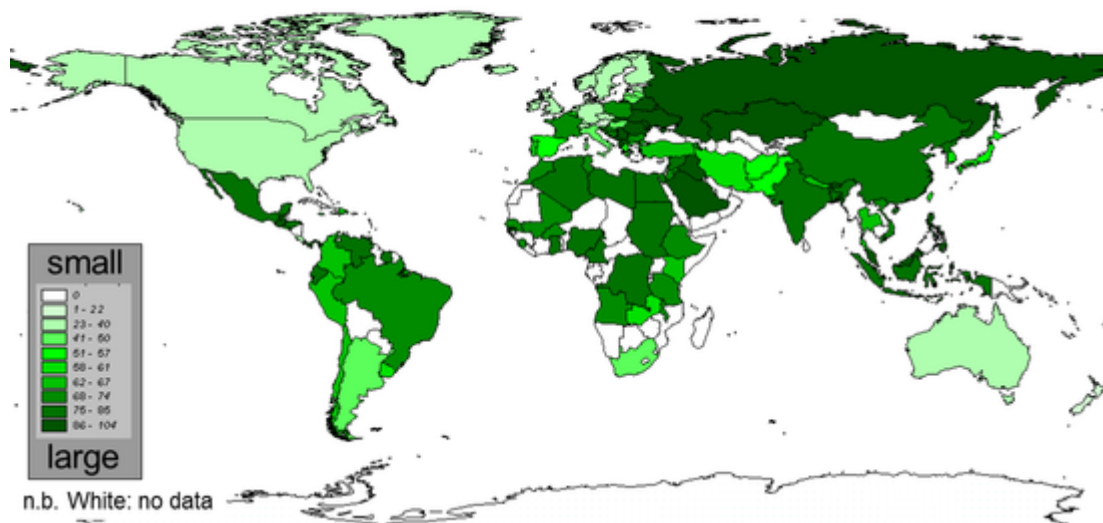 small
0
1 - 22
23 - 40
41 - 50
51 - 57
58 - 61
62 - 67
68 - 74
75 - 85
86 - 104
large
n.b. White: no data